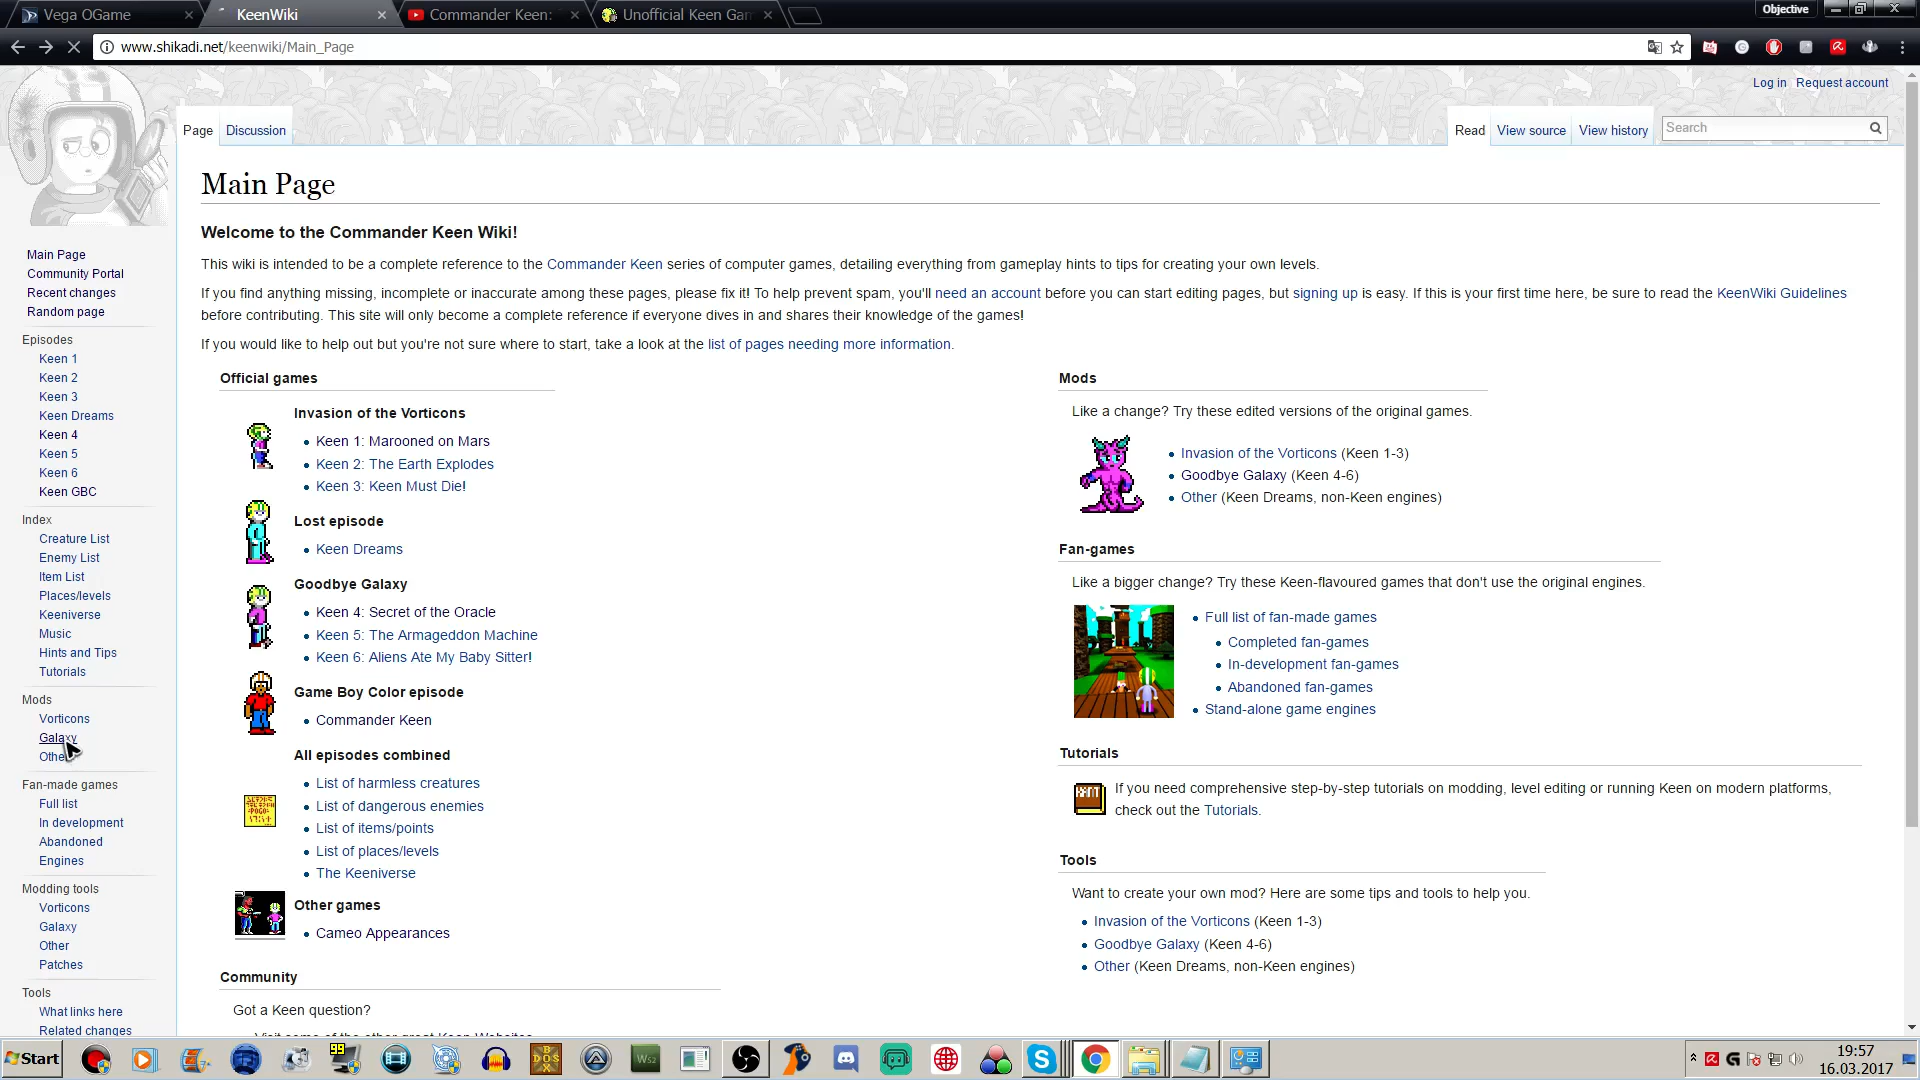 Vega OGame
KeenWiki
Commander Keen:
Unofficial Keen Gam
Objective
www.shikadi.net/keenwiki/Main_Page
Log in Request account
Page Discussion
Read View source View history Search
Main Page
Welcome to the Commander Keen Wiki!
This wiki is intended to be a complete reference to the Commander Keen series of computer games, detailing everything from gameplay hints to tips for creating your own levels.
If you find anything missing, incomplete or inaccurate among these pages, please fix it! To help prevent spam, you'll need an account before you can start editing pages, but signing up is easy. If this is your first time here, be sure to read the KeenWiki Guidelines
before contributing. This site will only become a complete reference if everyone dives in and shares their knowledge of the games!
If you would like to help out but you're not sure where to start, take a look at the list of pages needing more information.
Main Page
Community Portal
Recent changes
Random page
Episodes
Keen 1
Keen 2
Keen 3
Keen Dreams
Keen 4
Keen 5
Keen 6
Keen GBC
Index
Creature List
Enemy List
Item List
Places/levels
Keeniverse
Music
Hints and Tips
Tutorials
Mods
Vorticons
Galaxy
Othe
Fan-made games
Full list
In development
Abandoned
Engines
Modding tools
Vorticons
Galaxy
Other
Patches
Tools
What links here
Related changes
Official games
Invasion of the Vorticons
Keen 1: Marooned on Mars
Keen 2: The Earth Explodes
Keen 3: Keen Must Die!
Lost episode
Keen Dreams
Goodbye Galaxy
Keen 4: Secret of the Oracle
Keen 5: The Armageddon Machine
Keen 6: Aliens Ate My Baby Sitter!
Game Boy Color episode
Commander Keen
All episodes combined
List of harmless creatures
List of dangerous enemies
List of items/points
List of places/levels
The Keeniverse
Other games
Cameo Appearances
Community
Got a Keen question?
Visit some of the other great Keen Websites
Mods
Like a change? Try these edited versions of the original games.
Invasion of the Vorticons (Keen 1-3)
Goodbye Galaxy (Keen 4-6)
Other (Keen Dreams, non-Keen engines)
Fan-games
Like a bigger change? Try these Keen-flavoured games that don't use the original engines.
Full list of fan-made games
Completed fan-games
In-development fan-games
Abandoned fan-games
Stand-alone game engines
Tutorials
If you need comprehensive step-by-step tutorials on modding, level editing or running Keen on modern platforms,
check out the Tutorials.
Tools
Want to create your own mod? Here are some tips and tools to help you.
Invasion of the Vorticons (Keen 1-3)
Goodbye Galaxy (Keen 4-6)
Other (Keen Dreams, non-Keen engines)
Start
99
DOS
BOX
19:57
16.03.2017